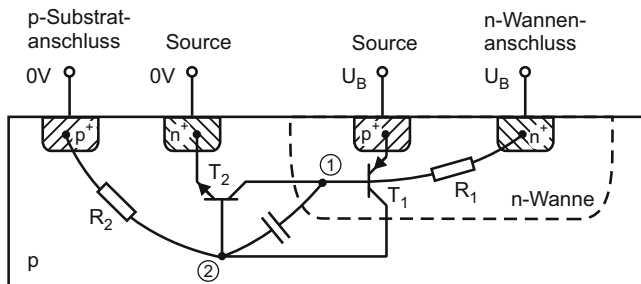 p-Substrat-
anschluss
Source
Source
n-Wannen-
anschluss
0V
0V
U_B
U_B
p⁺
n⁺
p⁺
n⁺
T₂
①
T₁
R₁
n-Wanne
R₂
②
p